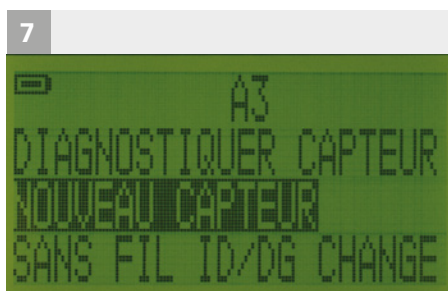 7
A3
DIAGNOSTIQUER CAPTEUR
NOUVEAU CAPTEUR
SANS FIL ID/DG CHANGE